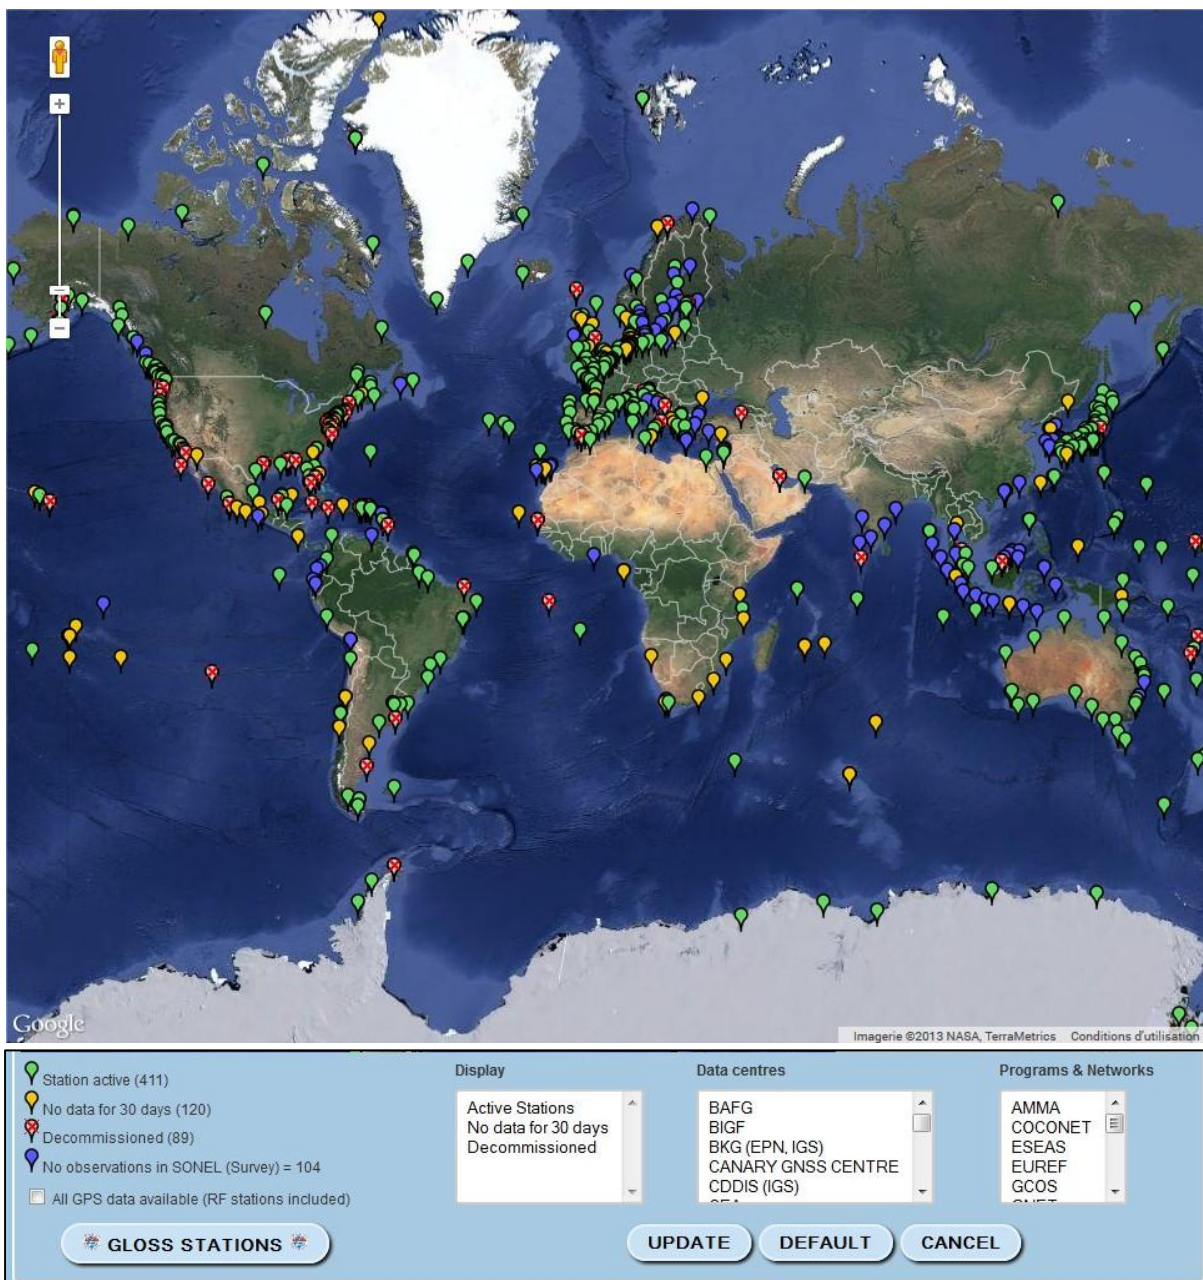 +
−
Google
Imagerie ©2013 NASA, TerraMetrics Conditions d'utilisation
Station active (411)
No data for 30 days (120)
Decommissioned (89)
No observations in SONEL (Survey) = 104
All GPS data available (RF stations included)
GLOSS STATIONS
Display
Active Stations
No data for 30 days
Decommissioned
Data centres
BAFG
BIGF
BKG (EPN, IGS)
CANARY GNSS CENTRE
CDDIS (IGS)
Programs & Networks
AMMA
COCONET
ESEAS
EUREF
GCOS
UPDATE
DEFAULT
CANCEL